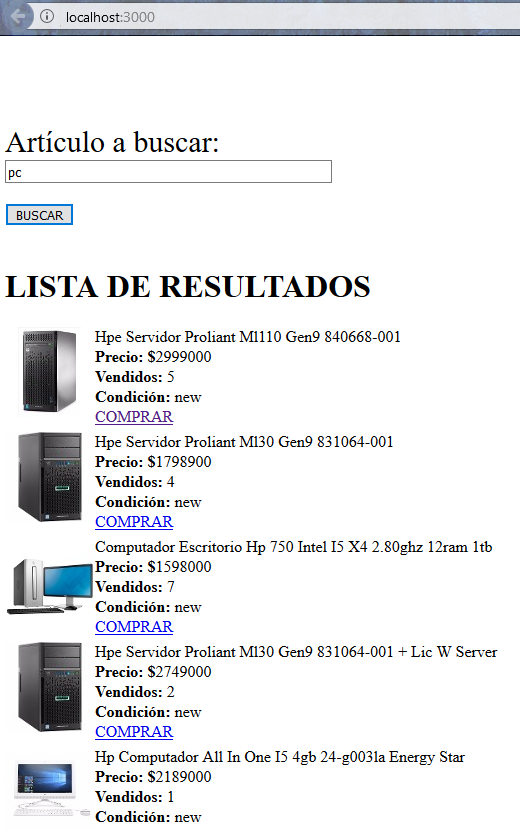 localhost:3000
Artículo a buscar:
pc
BUSCAR
LISTA DE RESULTADOS
Hpe Servidor Proliant Ml110 Gen9 840668-001
Precio: $2999000
Vendidos: 5
Condición: new
COMPRAR
Hpe Servidor Proliant Ml30 Gen9 831064-001
Precio: $1798900
Vendidos: 4
Condición: new
COMPRAR
Computador Escritorio Hp 750 Intel I5 X4 2.80ghz 12ram 1tb
Precio: $1598000
Vendidos: 7
Condición: new
COMPRAR
Hpe Servidor Proliant Ml30 Gen9 831064-001 + Lic W Server
Precio: $2749000
Vendidos: 2
Condición: new
COMPRAR
Hp Computador All In One I5 4gb 24-g003la Energy Star
Precio: $2189000
Vendidos: 1
Condición: new